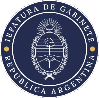 JEFATURA DE GABINETE
REPÚBLICA ARGENTINA